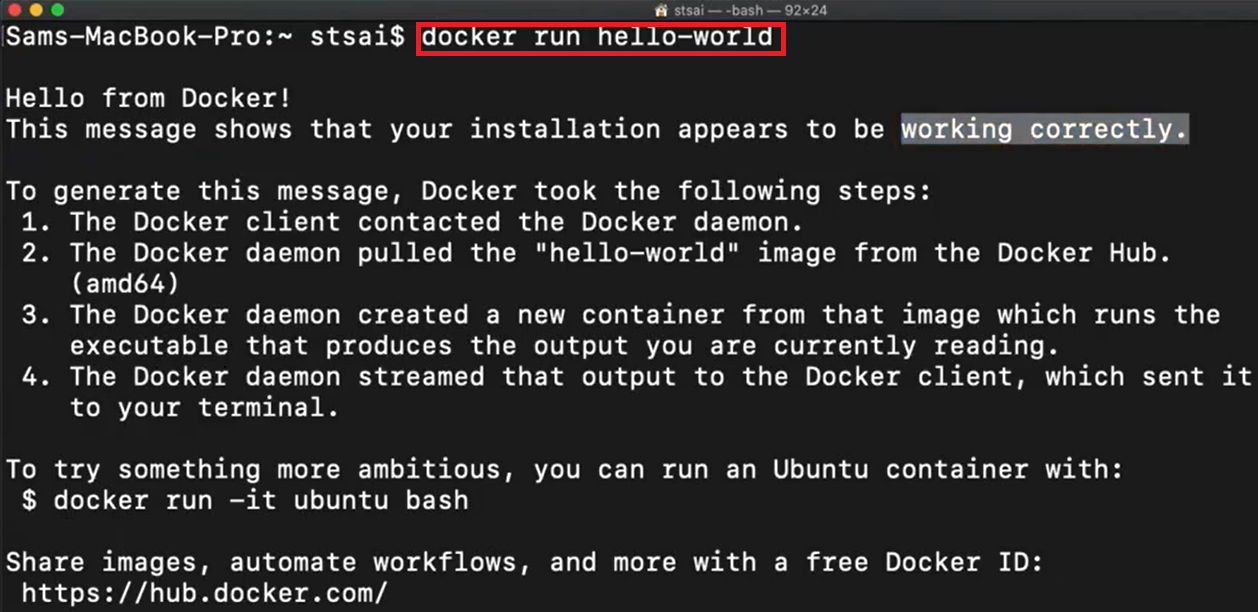 stsai — -bash — 92×24
Sams-MacBook-Pro:~ stsai$ docker run hello-world
Hello from Docker!
This message shows that your installation appears to be working correctly.
To generate this message, Docker took the following steps:
1. The Docker client contacted the Docker daemon.
2. The Docker daemon pulled the "hello-world" image from the Docker Hub.
(amd64)
3. The Docker daemon created a new container from that image which runs the
executable that produces the output you are currently reading.
4. The Docker daemon streamed that output to the Docker client, which sent it
to your terminal.
To try something more ambitious, you can run an Ubuntu container with:
$ docker run -it ubuntu bash
Share images, automate workflows, and more with a free Docker ID:
https://hub.docker.com/